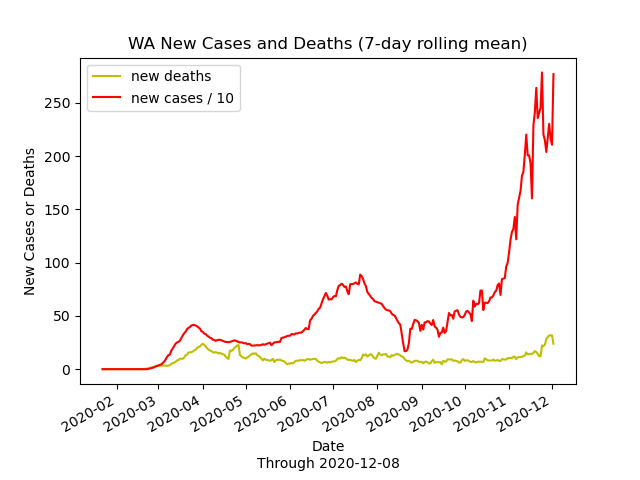 WA New Cases and Deaths (7-day rolling mean)
new deaths
new cases / 10
New Cases or Deaths
250
200
150
100
50
0
2020-02
2020-03
2020-04
2020-05
2020-06
2020-07
2020-08
2020-09
2020-10
2020-11
2020-12
Date
Through 2020-12-08